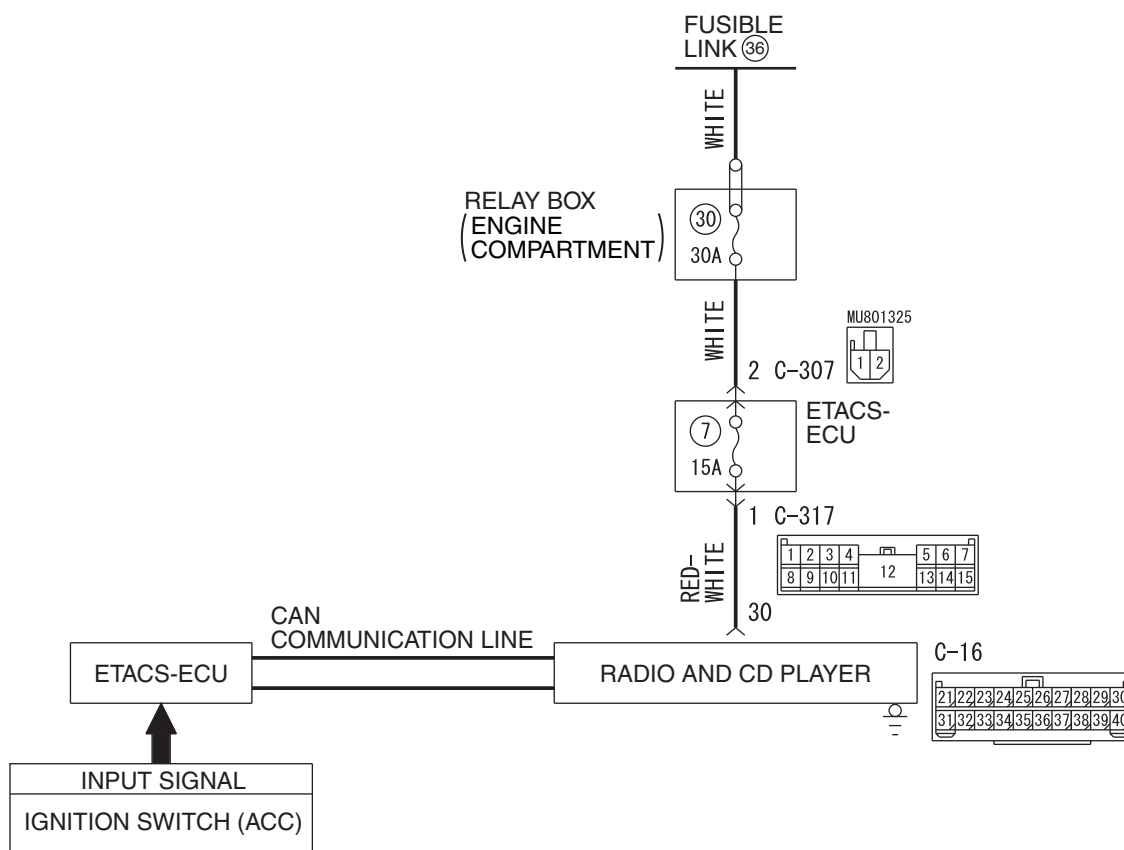 FUSIBLE
LINK 36
WHITE
RELAY BOX
(ENGINE
COMPARTMENT)
30
30A
WHITE
MU801325
1 2
2 C-307
ETACS-
ECU
7
15A
1 C-317
1 2 3 4 5 6 7
8 9 10 11 12 13 14 15
RED-
WHITE
30
CAN
COMMUNICATION LINE
ETACS-ECU
RADIO AND CD PLAYER
C-16
21 22 23 24 25 26 27 28 29 30
31 32 33 34 35 36 37 38 39 40
INPUT SIGNAL
IGNITION SWITCH (ACC)